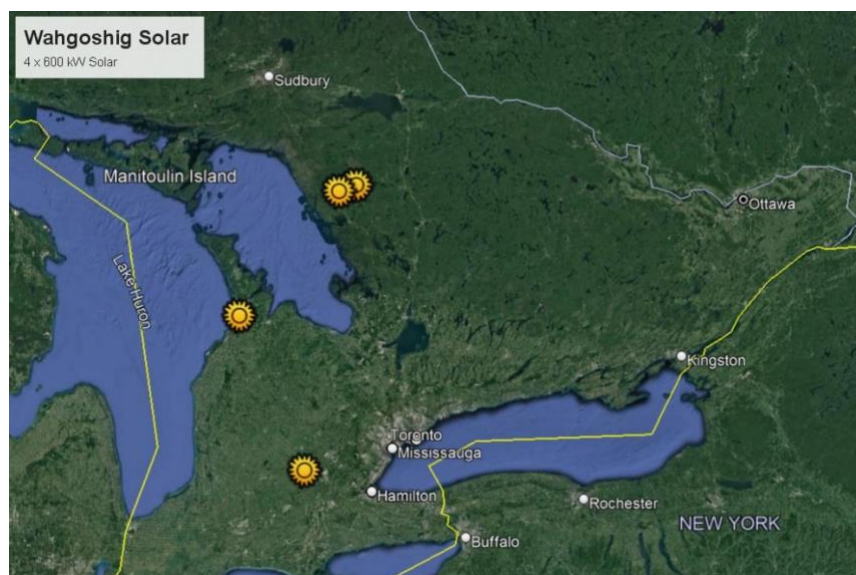 Wahgoshig Solar
4 x 600 kW Solar
Sudbury
Manitoulin Island
Ottawa
Lake Huron
Kingston
Toronto
Mississauga
Hamilton
Rochester
NEW YORK
Buffalo